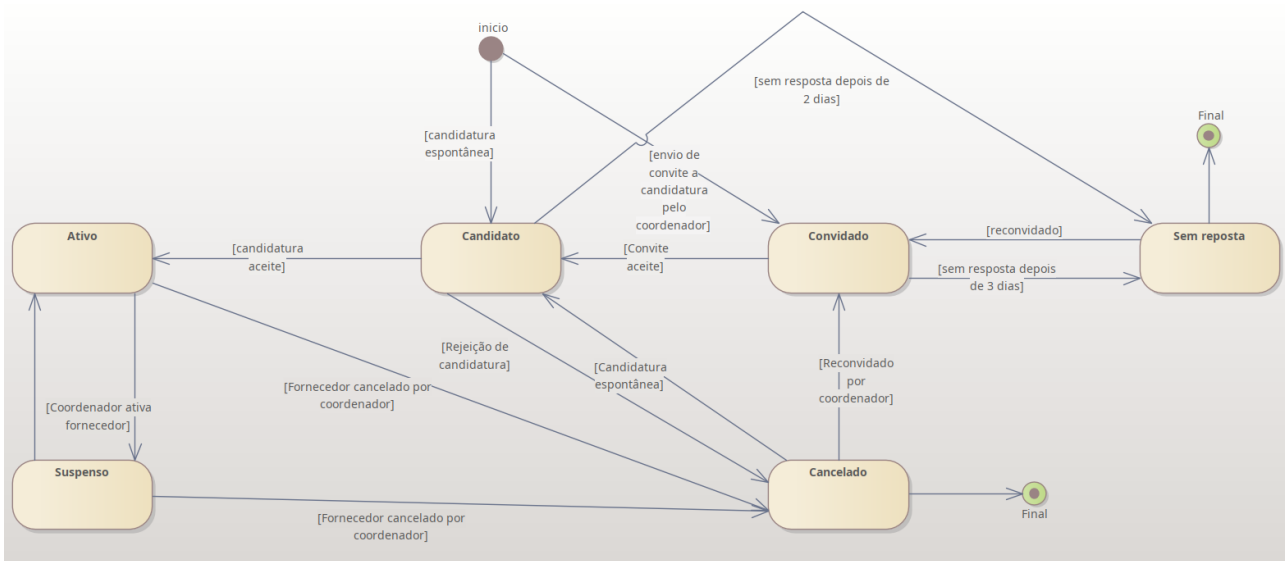 inicio
[sem resposta depois de
2 dias]
Final
[candidatura
espontânea]
[envio de
convite a
candidatura
pelo
coordenador]
Ativo
Candidato
Convidado
Sem reposta
[candidatura
aceite]
[Convite
aceite]
[reconvidado]
[sem resposta depois
de 3 dias]
[Rejeição de
candidatura]
[Candidatura
espontânea]
[Reconvidado
por
coordenador]
[Fornecedor cancelado por
coordenador]
[Coordenador ativa
fornecedor]
Suspenso
Cancelado
[Fornecedor cancelado por
coordenador]
Final